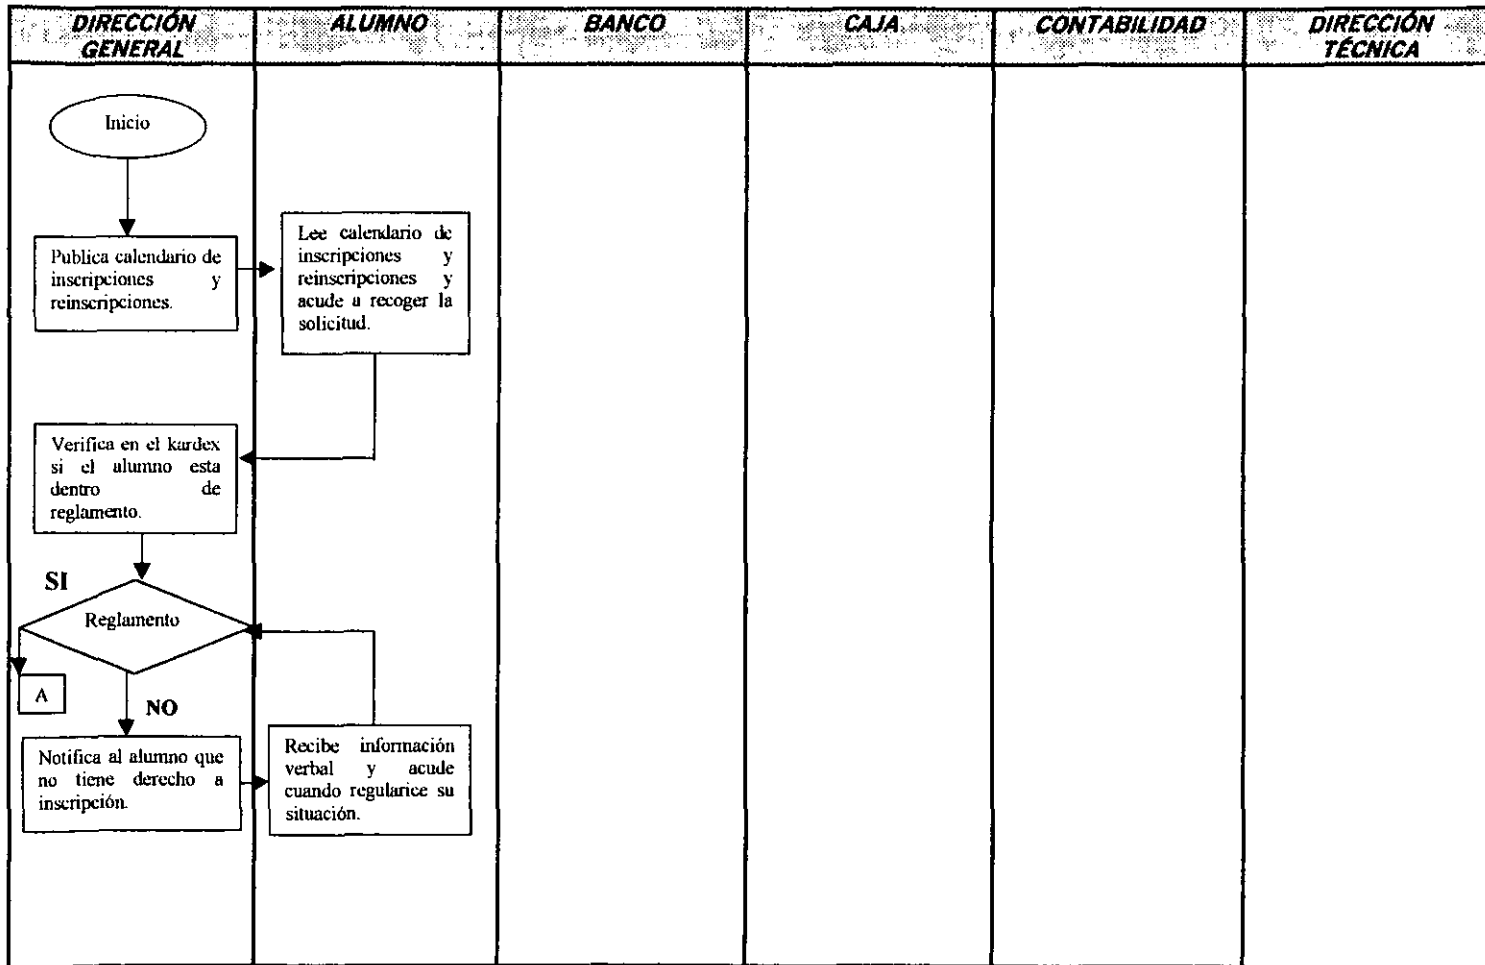 DIRECCIÓN
GENERAL
ALUMNO
BANCO
CAJA
CONTABILIDAD
DIRECCIÓN
TÉCNICA
Inicio
Publica calendario de
inscripciones y
reinscripciones.
Lee calendario de
inscripciones y
reinscripciones y
acude a recoger la
solicitud.
Verifica en el kardex
si el alumno esta
dentro de
reglamento.
SI
Reglamento
A
NO
Notifica al alumno que
no tiene derecho a
inscripción.
Recibe información
verbal y acude
cuando regularice su
situación.